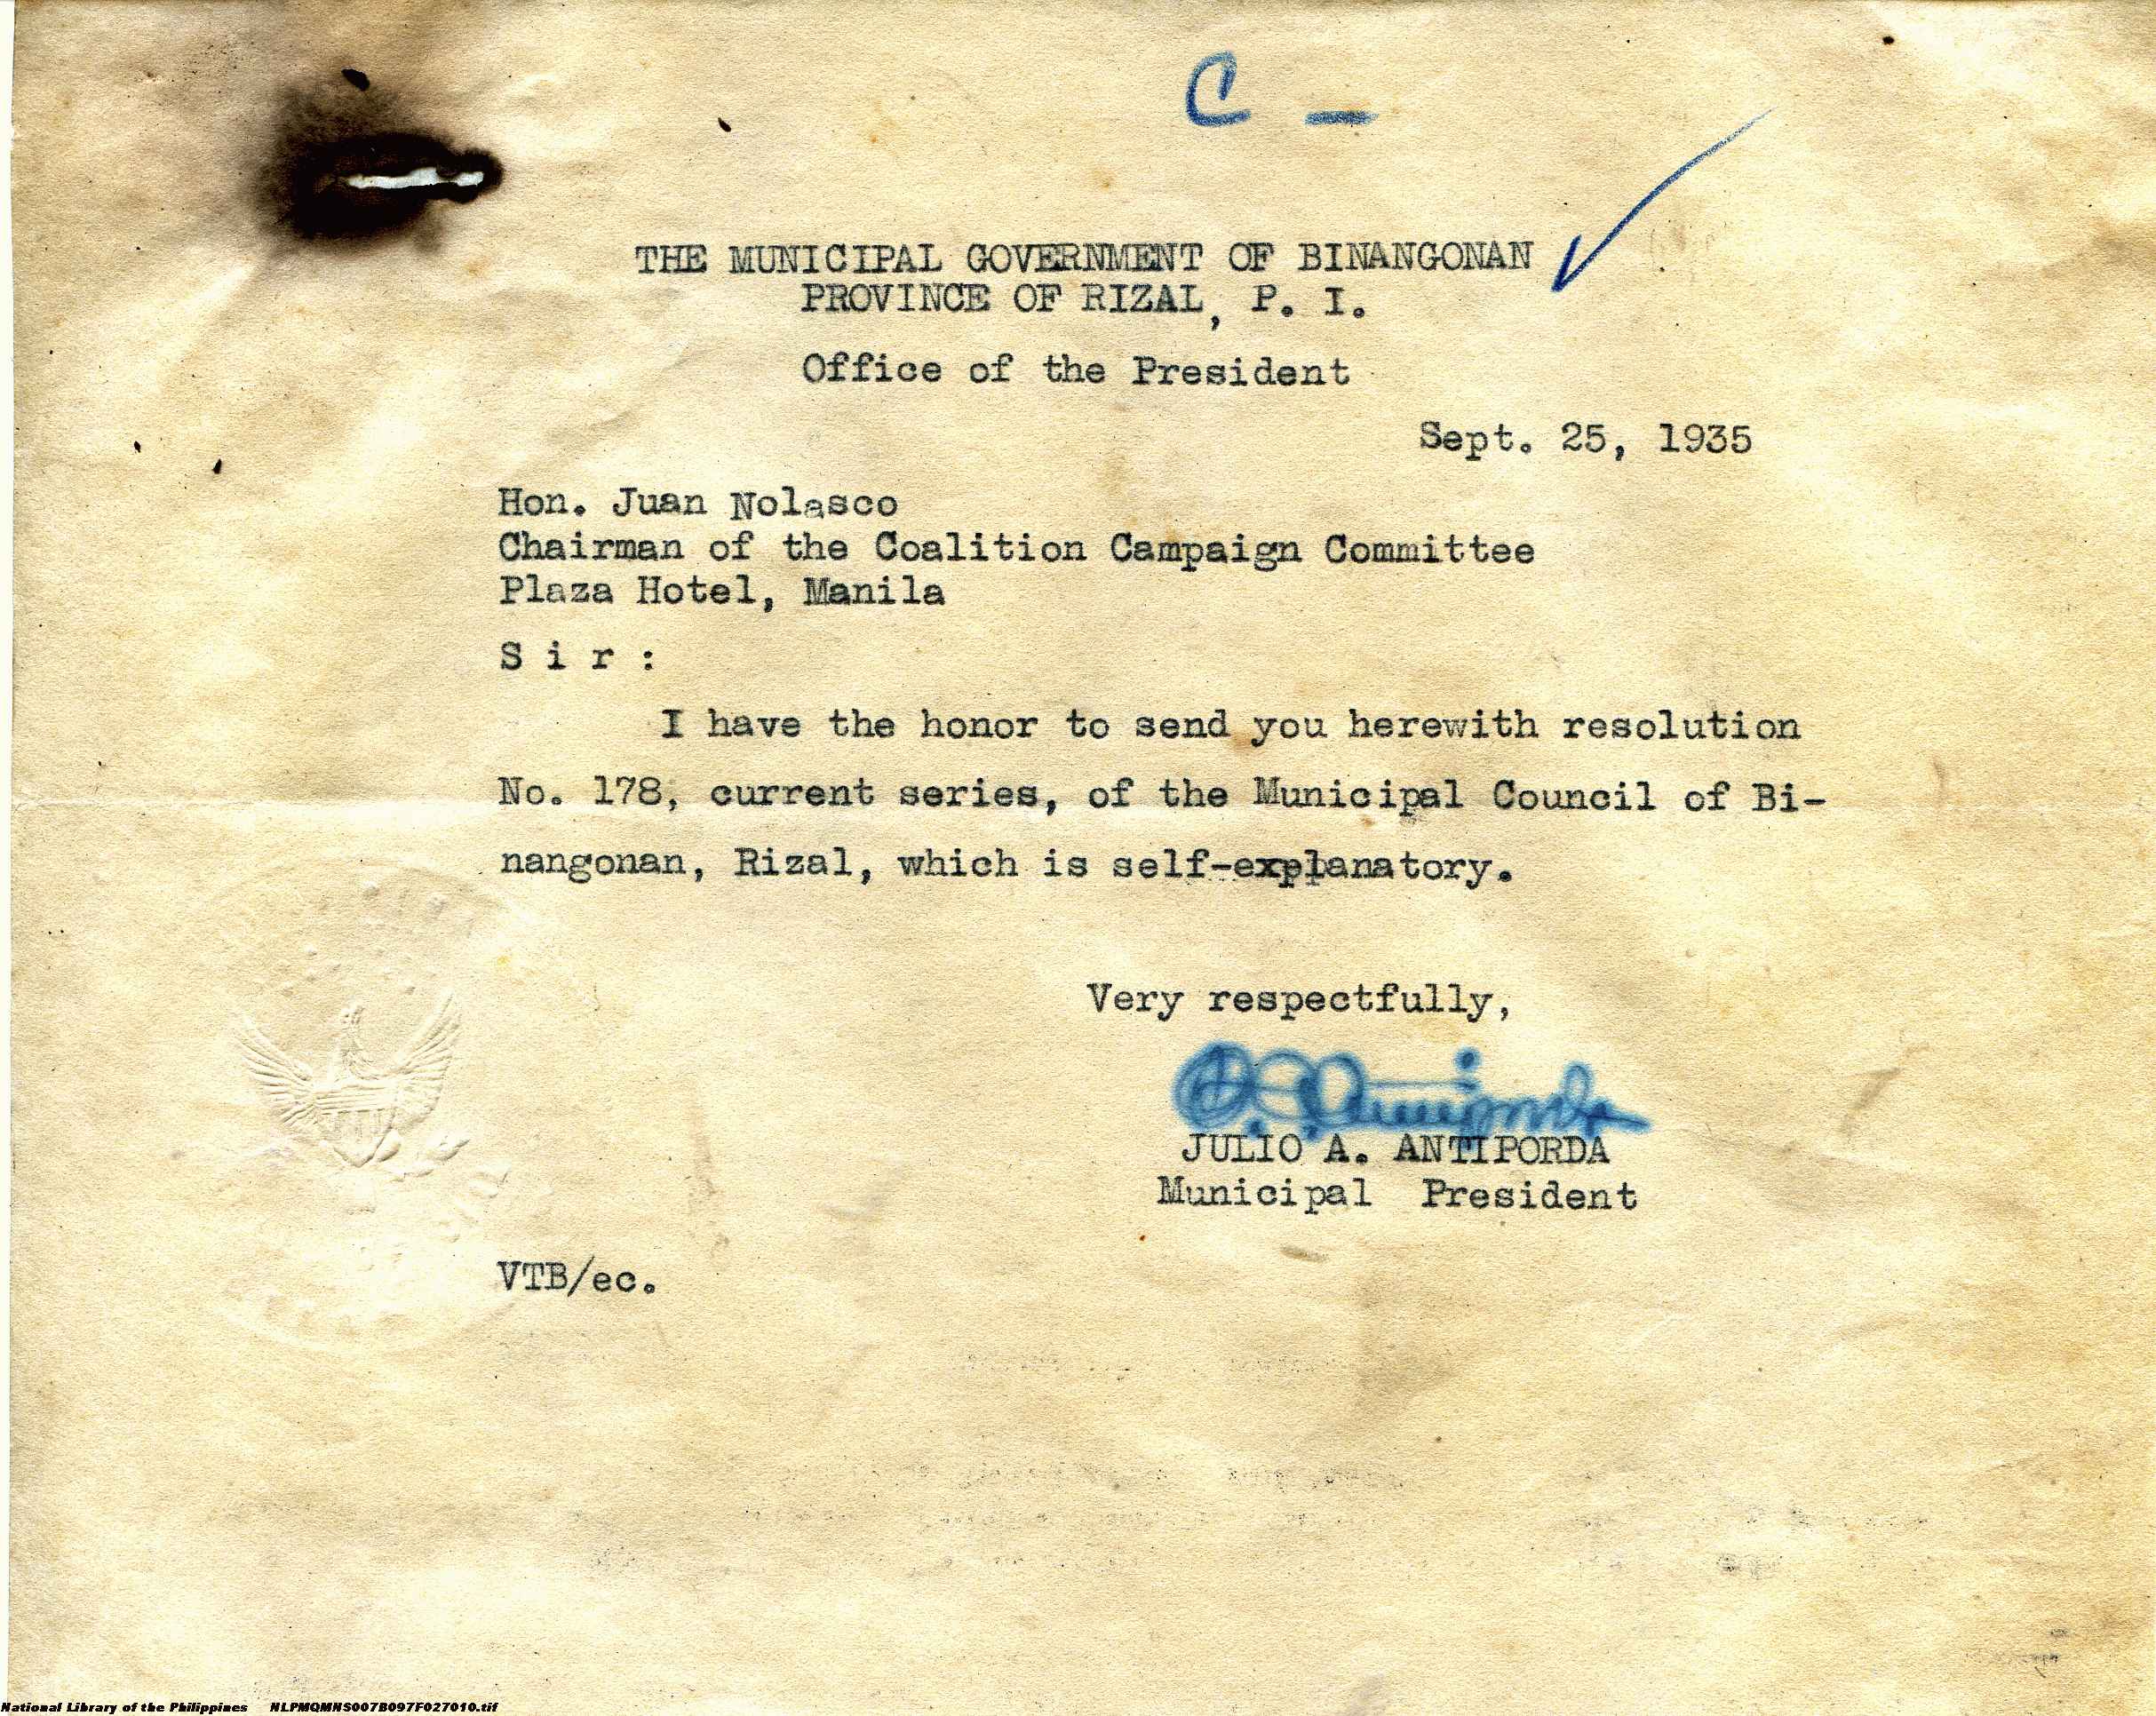 C –
THE MUNICIPAL GOVERNMENT OF BINANGONAN
PROVINCE OF RIZAL, P. I.
Office of the President
Sept. 25, 1935
Hon. Juan Nolasco
Chairman of the Coalition Campaign Committee
Plaza Hotel, Manila
S i r :
I have the honor to send you herewith resolution
No. 178, current series, of the Municipal Council of Bi-
nangonan, Rizal, which is self-explanatory.
Very respectfully,
JULIO A. ANTIPORDA
Municipal President
VTB/ec.
National Library of the Philippines NLPMQMNS007B097F027010.tif